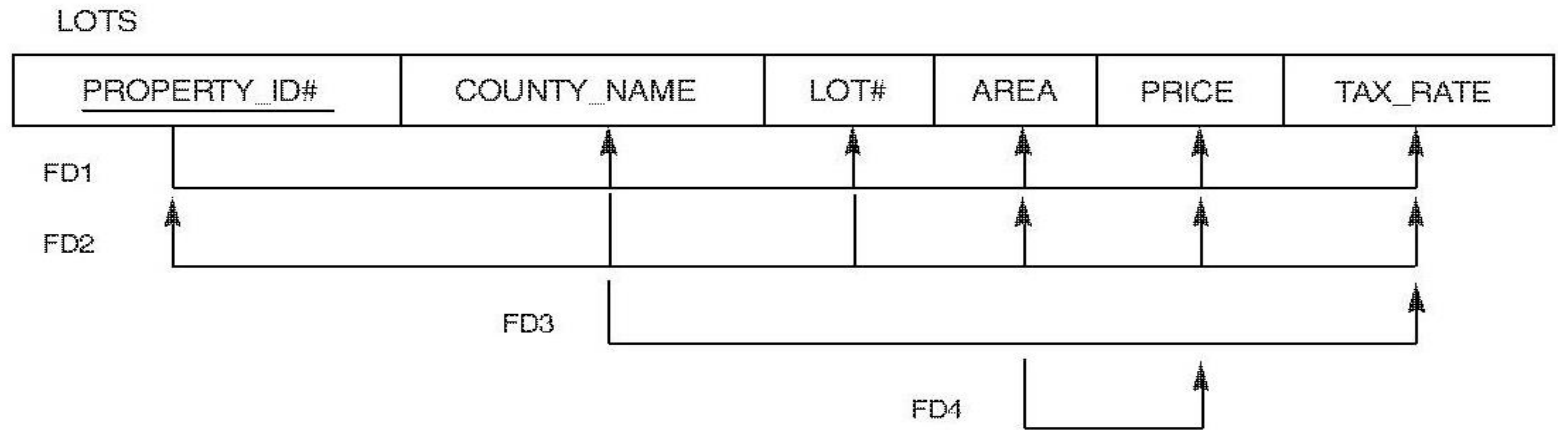 LOTS
PROPERTY_ID# COUNTY_NAME LOT# AREA PRICE TAX_RATE
FD1
FD2
FD3
FD4